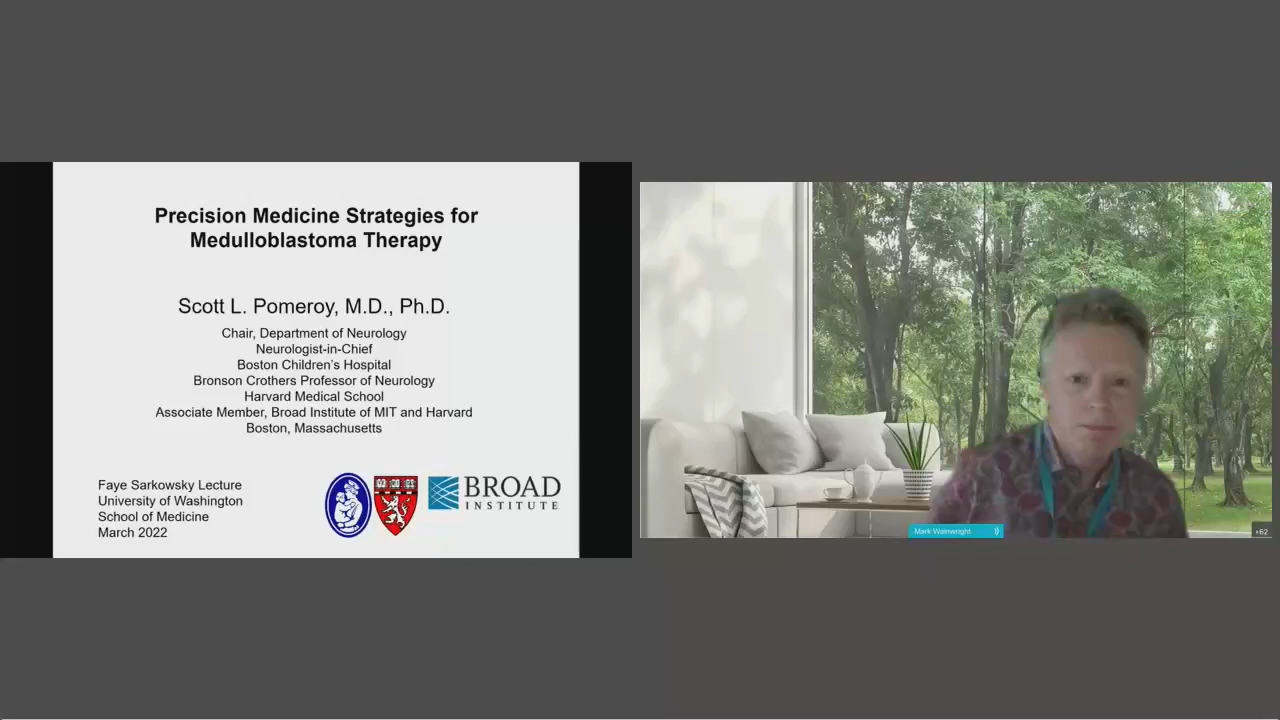 Precision Medicine Strategies for
Medulloblastoma Therapy
Scott L. Pomeroy, M.D., Ph.D.
Chair, Department of Neurology
Neurologist-in-Chief
Boston Children's Hospital
Bronson Crothers Professor of Neurology
Harvard Medical School
Associate Member, Broad Institute of MIT and Harvard
Boston, Massachusetts
Faye Sarkowsky Lecture
University of Washington
School of Medicine
March 2022
BROAD
INSTITUTE
Mark Wainwright
+62